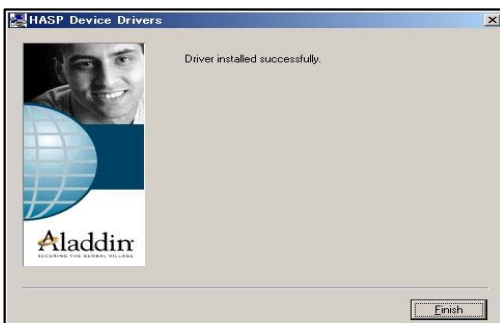 HASP Device Drivers
Driver installed successfully.
Aladdin
SECURING THE GLOBAL VILLAGE
Finish